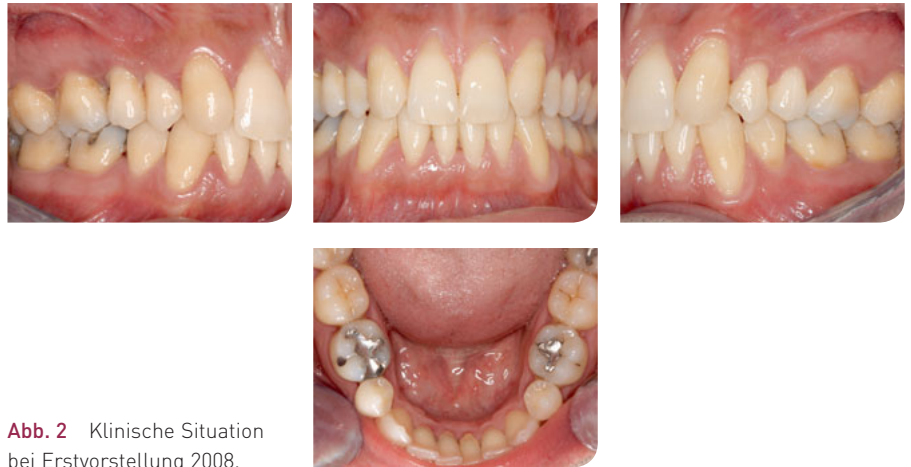 Abb. 2 Klinische Situation
bei Erstvorstellung 2008.